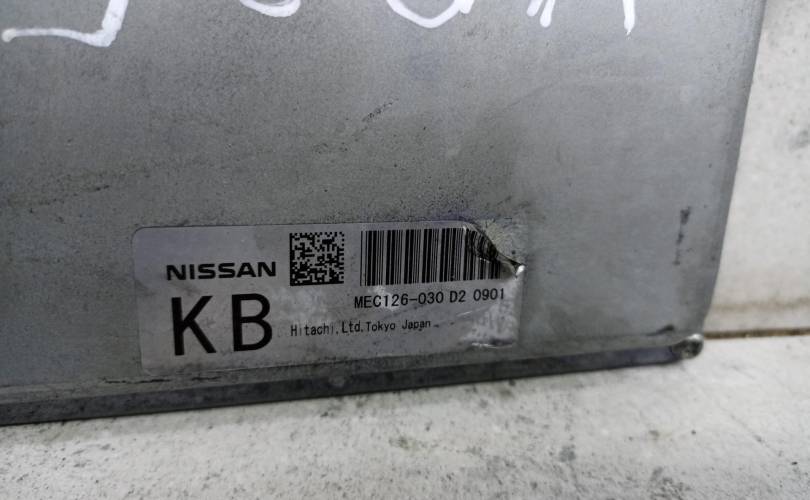 NISSAN
MEC126-030 D2 0901
KB
Hitachi,Ltd.Tokyo Japan